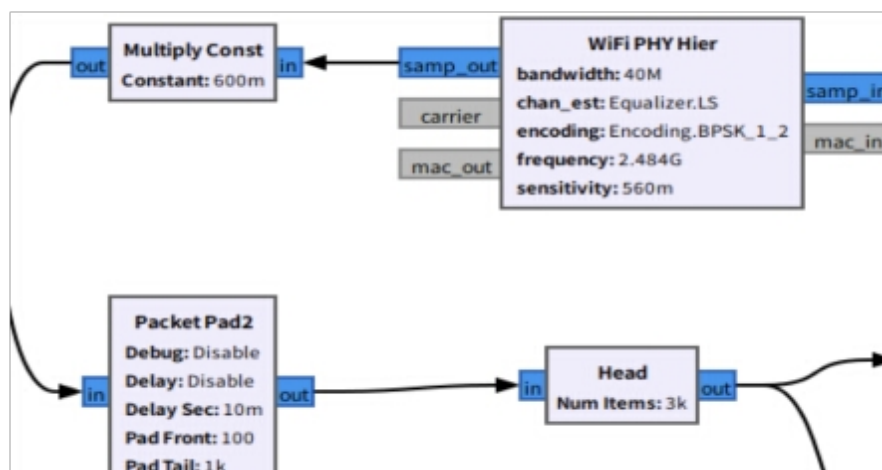 Multiply Const
out
in
Constant: 600m
WiFi PHY Hier
samp_out
carrier
mac_out
bandwidth: 40M
chan_est: Equalizer.LS
encoding: Encoding.BPSK_1_2
frequency: 2.484G
sensitivity: 560m
samp_in
mac_in
Packet Pad2
Debug: Disable
Delay: Disable
Delay Sec: 10m
Pad Front: 100
Pad Tail: 1k
in
out
Head
in
out
Num Items: 3k